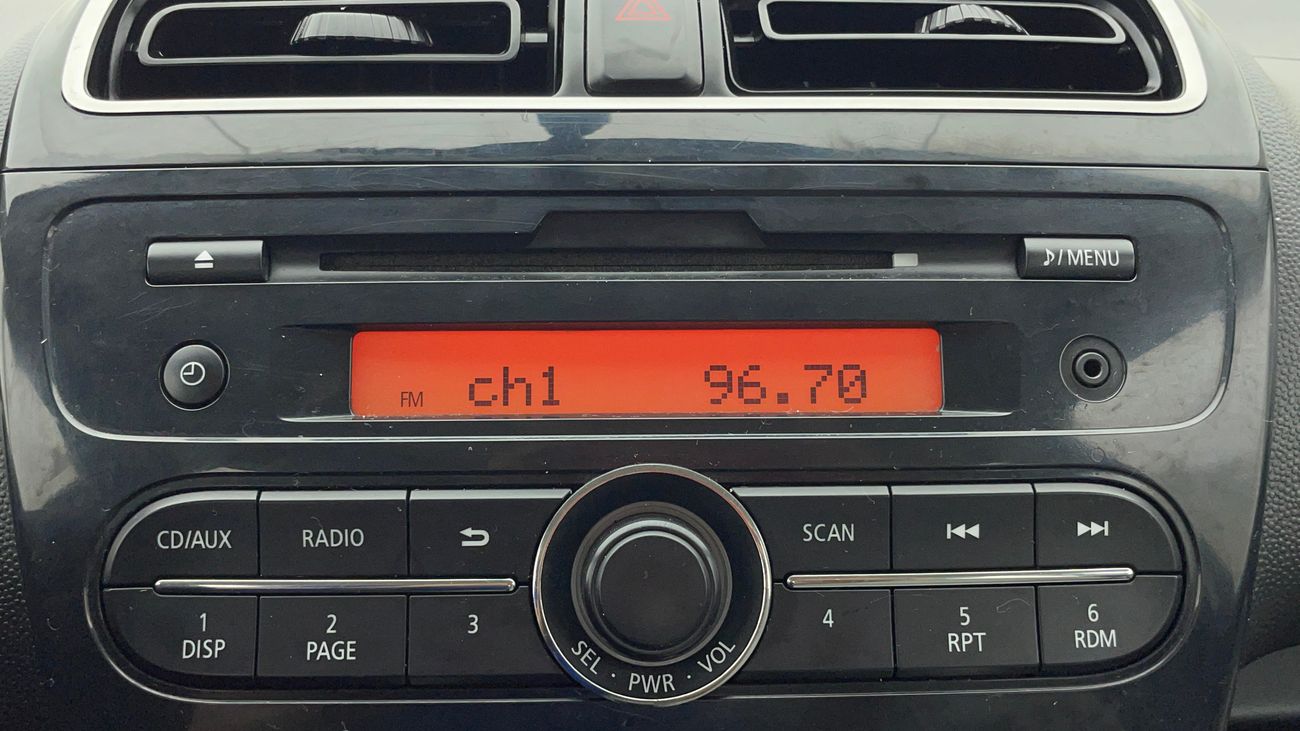 ♪/MENU
FM ch1 96.70
CD/AUX RADIO SCAN
1 2 3 4 5 6
DISP PAGE RPT RDM
SEL · PWR · VOL